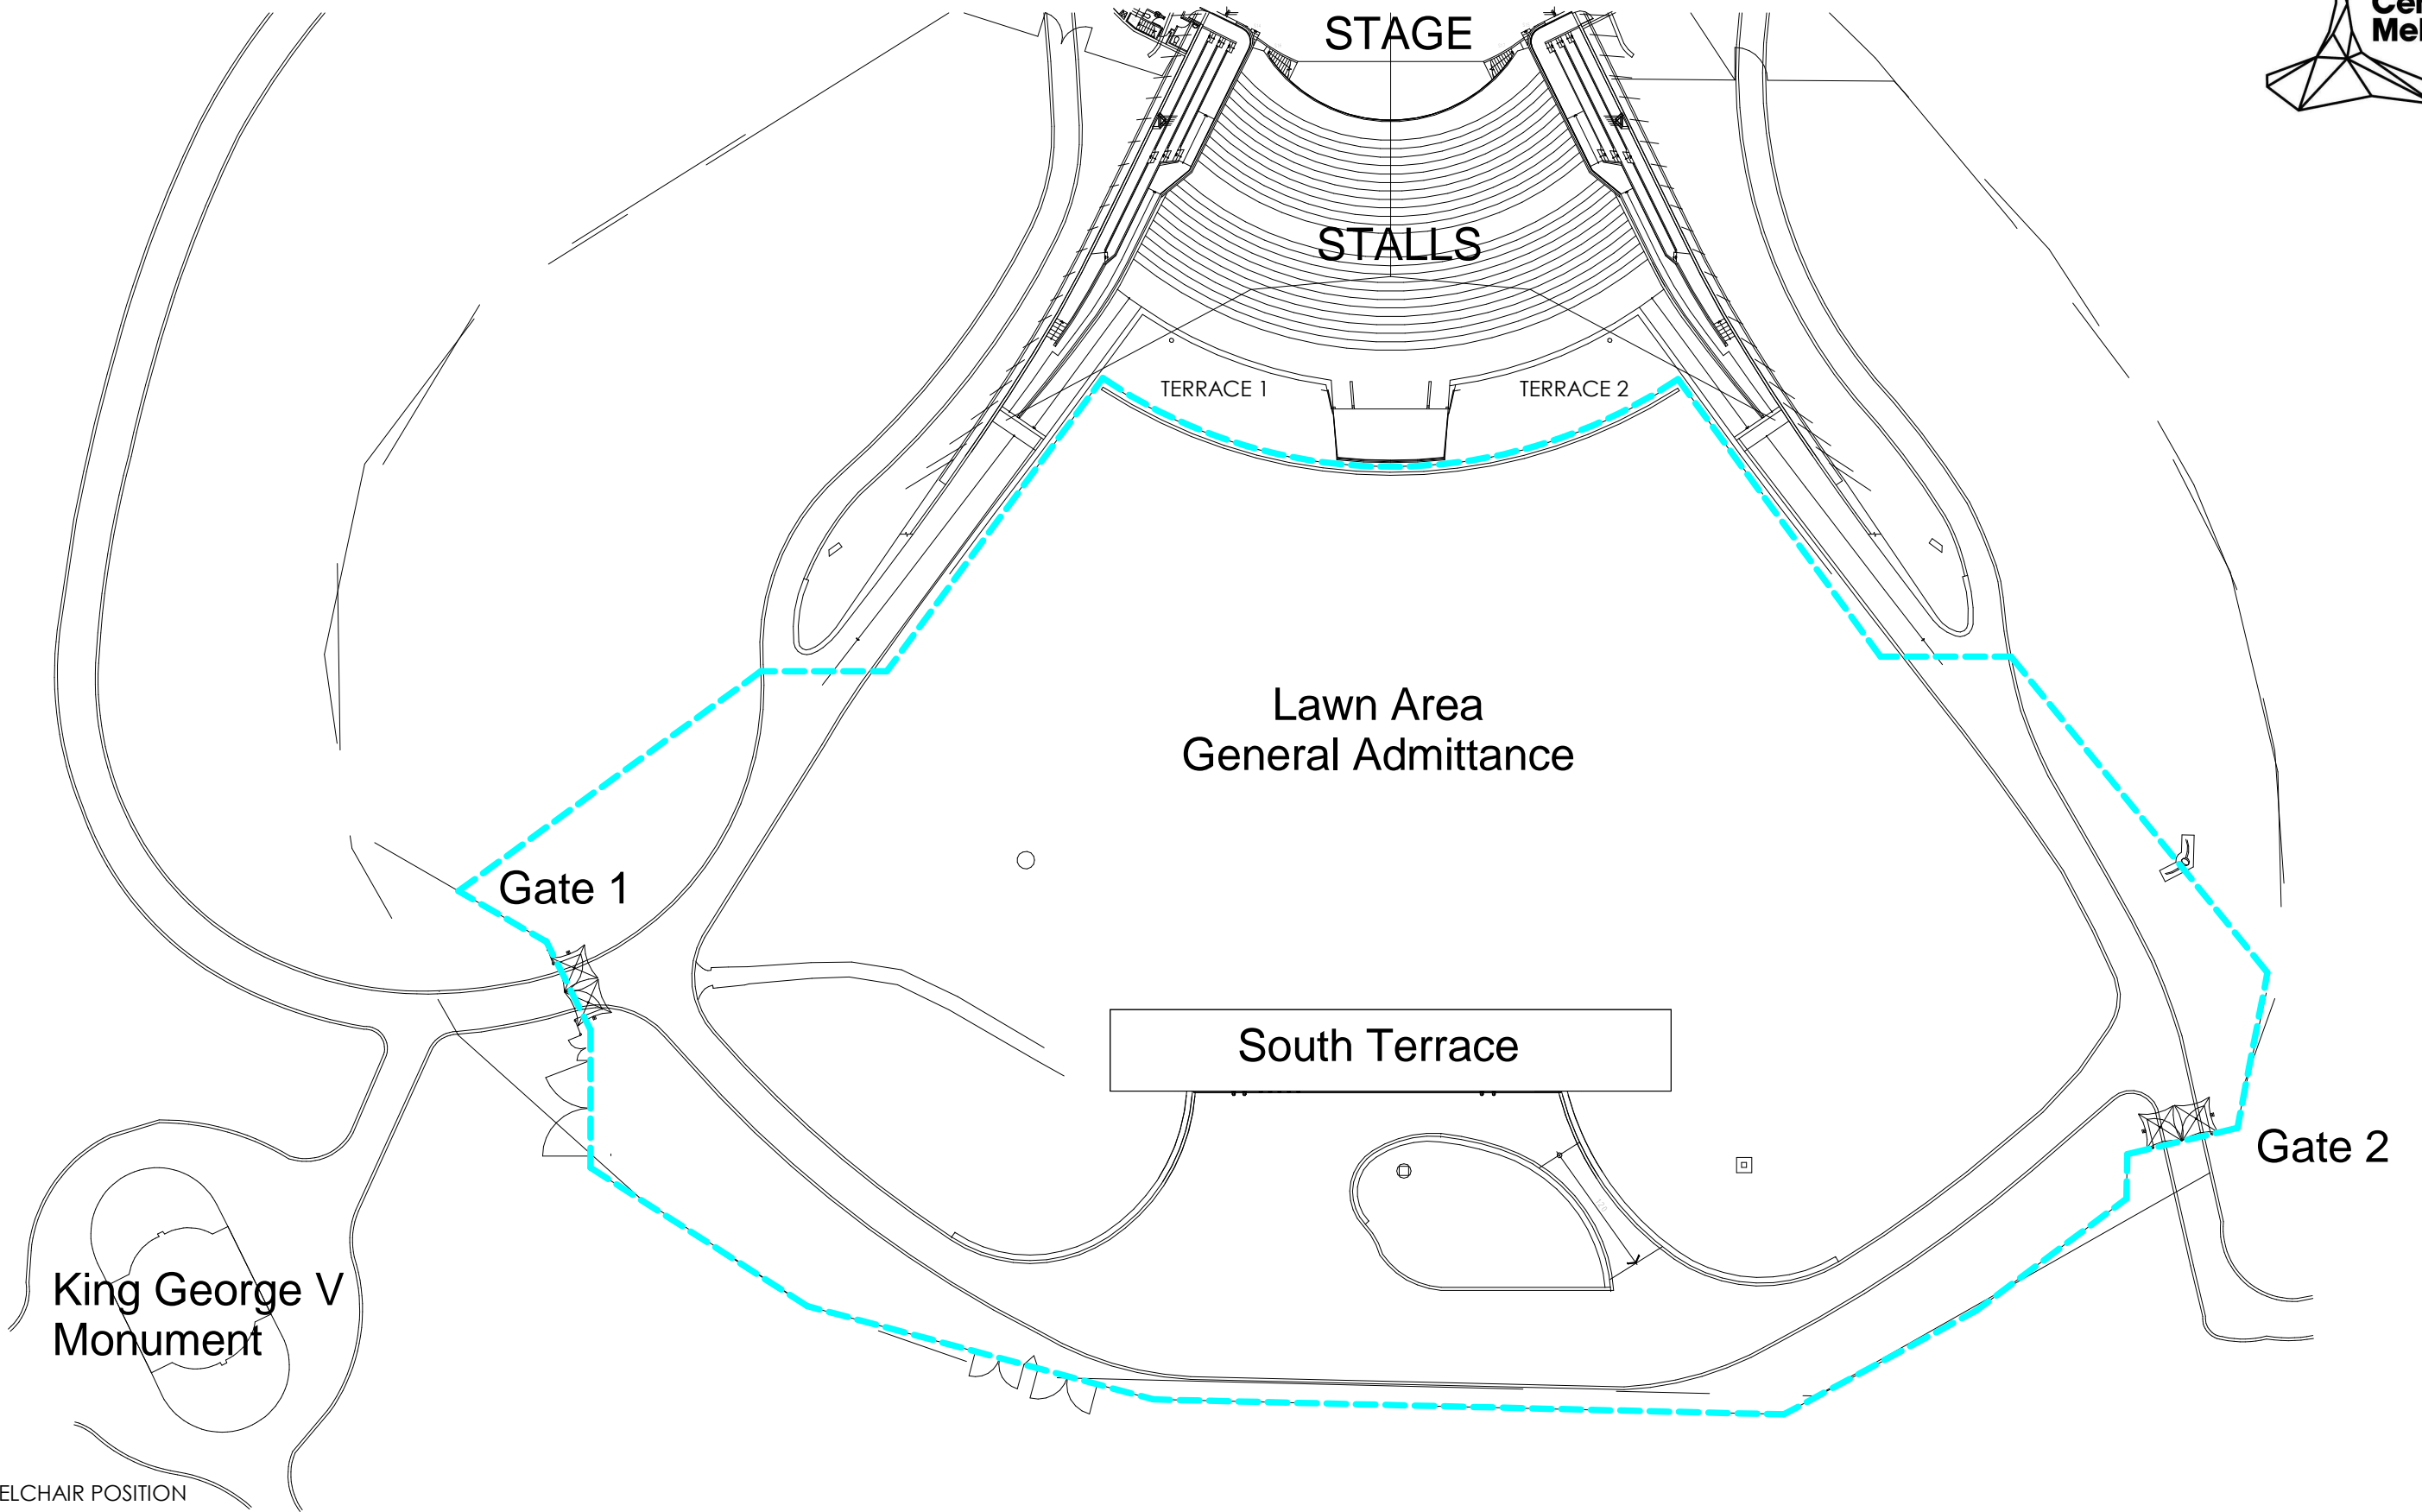 STAGE
STALLS
TERRACE 1
TERRACE 2
Lawn Area
General Admittance
Gate 1
South Terrace
Gate 2
King George V
Monument
ELCHAIR POSITION